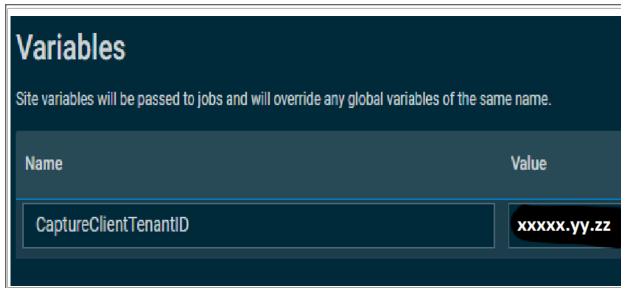 Variables
Site variables will be passed to jobs and will override any global variables of the same name.
Name Value
CaptureClientTenantID xxxxx.yy.zz